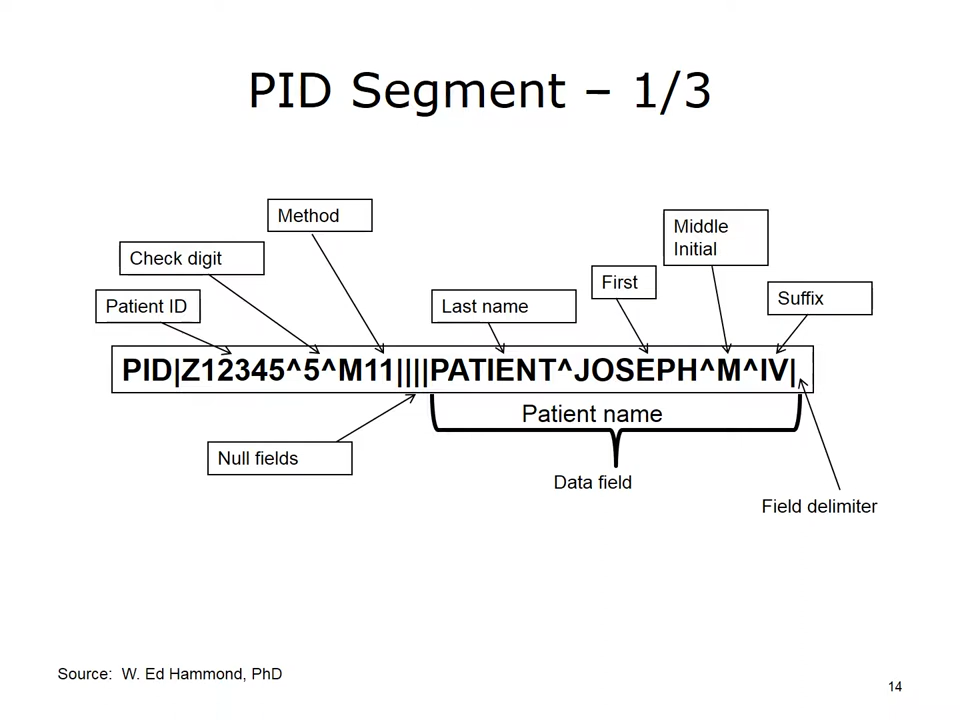 PID Segment – 1/3
Method
Middle
Initial
Check digit
First
Patient ID
Last name
Suffix
PID|Z12345^5^M11||||PATIENT^JOSEPH^M^IV|
Patient name
Null fields
Data field
Field delimiter
Source:  W. Ed Hammond, PhD
14